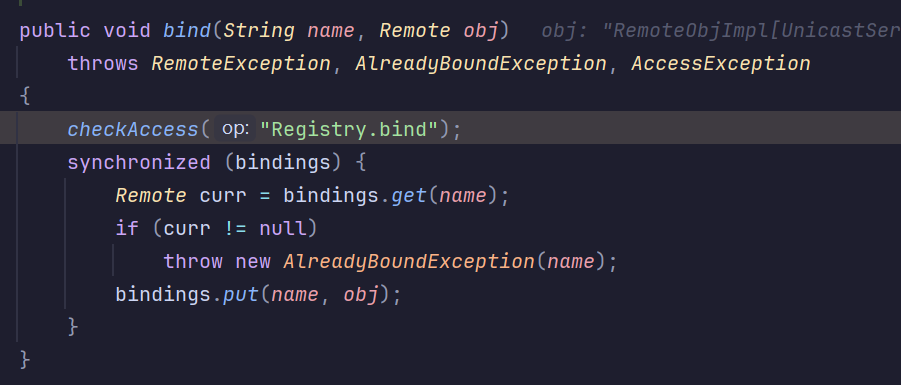 public void bind(String name, Remote obj)   obj: "RemoteObjImpl[UnicastSer
    throws RemoteException, AlreadyBoundException, AccessException
{
    checkAccess( op: "Registry.bind");
    synchronized (bindings) {
        Remote curr = bindings.get(name);
        if (curr != null)
            throw new AlreadyBoundException(name);
        bindings.put(name, obj);
    }
}